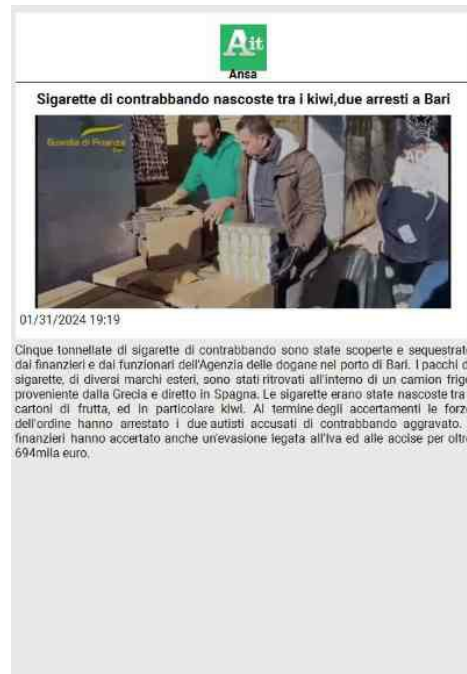 Ait
Ansa
Sigarette di contrabbando nascoste tra i kiwi,due arresti a Bari
Guardia di Finanza
Bari
01/31/2024 19:19
Cinque tonnellate di sigarette di contrabbando sono state scoperte e sequestrate
dai finanzieri e dai funzionari dell'Agenzia delle dogane nel porto di Bari. I pacchi d
sigarette, di diversi marchi esteri, sono stati ritrovati all'interno di un camion frigo
proveniente dalla Grecia e diretto in Spagna. Le sigarette erano state nascoste tra
cartoni di frutta, ed in particolare kiwi. Al termine degli accertamenti le forze
dell'ordine hanno arrestato i due autisti accusati di contrabbando aggravato.
finanzieri hanno accertato anche un'evasione legata all'Iva ed alle accise per oltre
694mila euro.